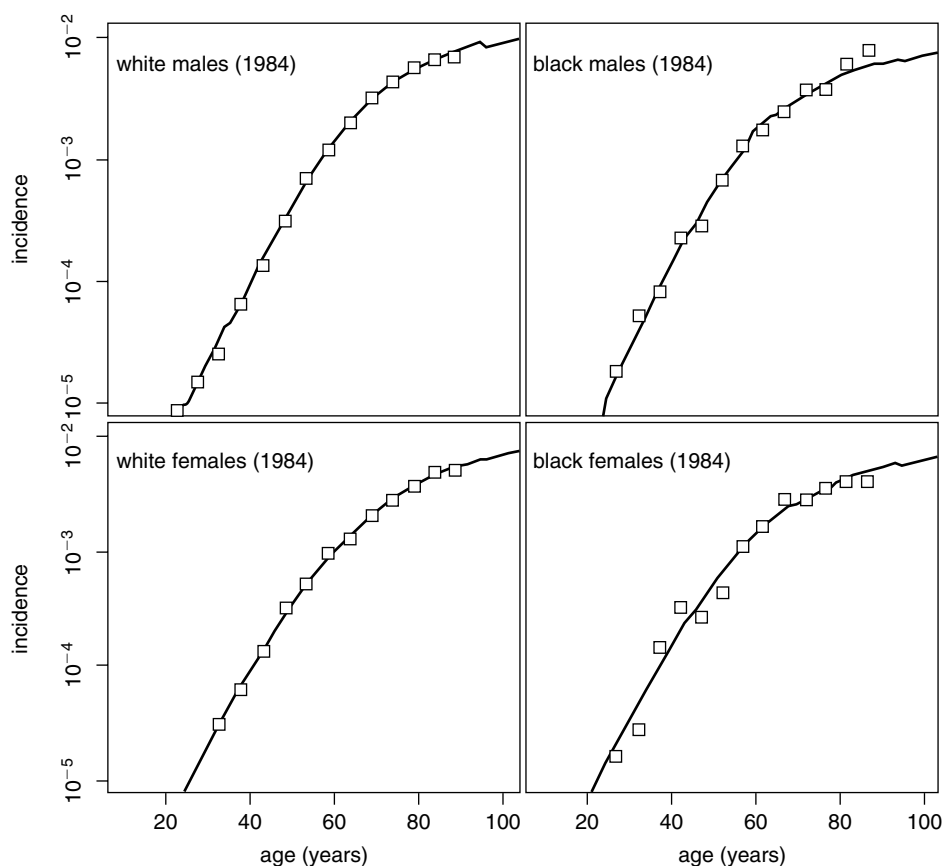 white males (1984)
black males (1984)
incidence
10⁻²
10⁻³
10⁻⁴
10⁻⁵
white females (1984)
black females (1984)
incidence
10⁻²
10⁻³
10⁻⁴
10⁻⁵
20 40 60 80 100
20 40 60 80 100
age (years)
age (years)